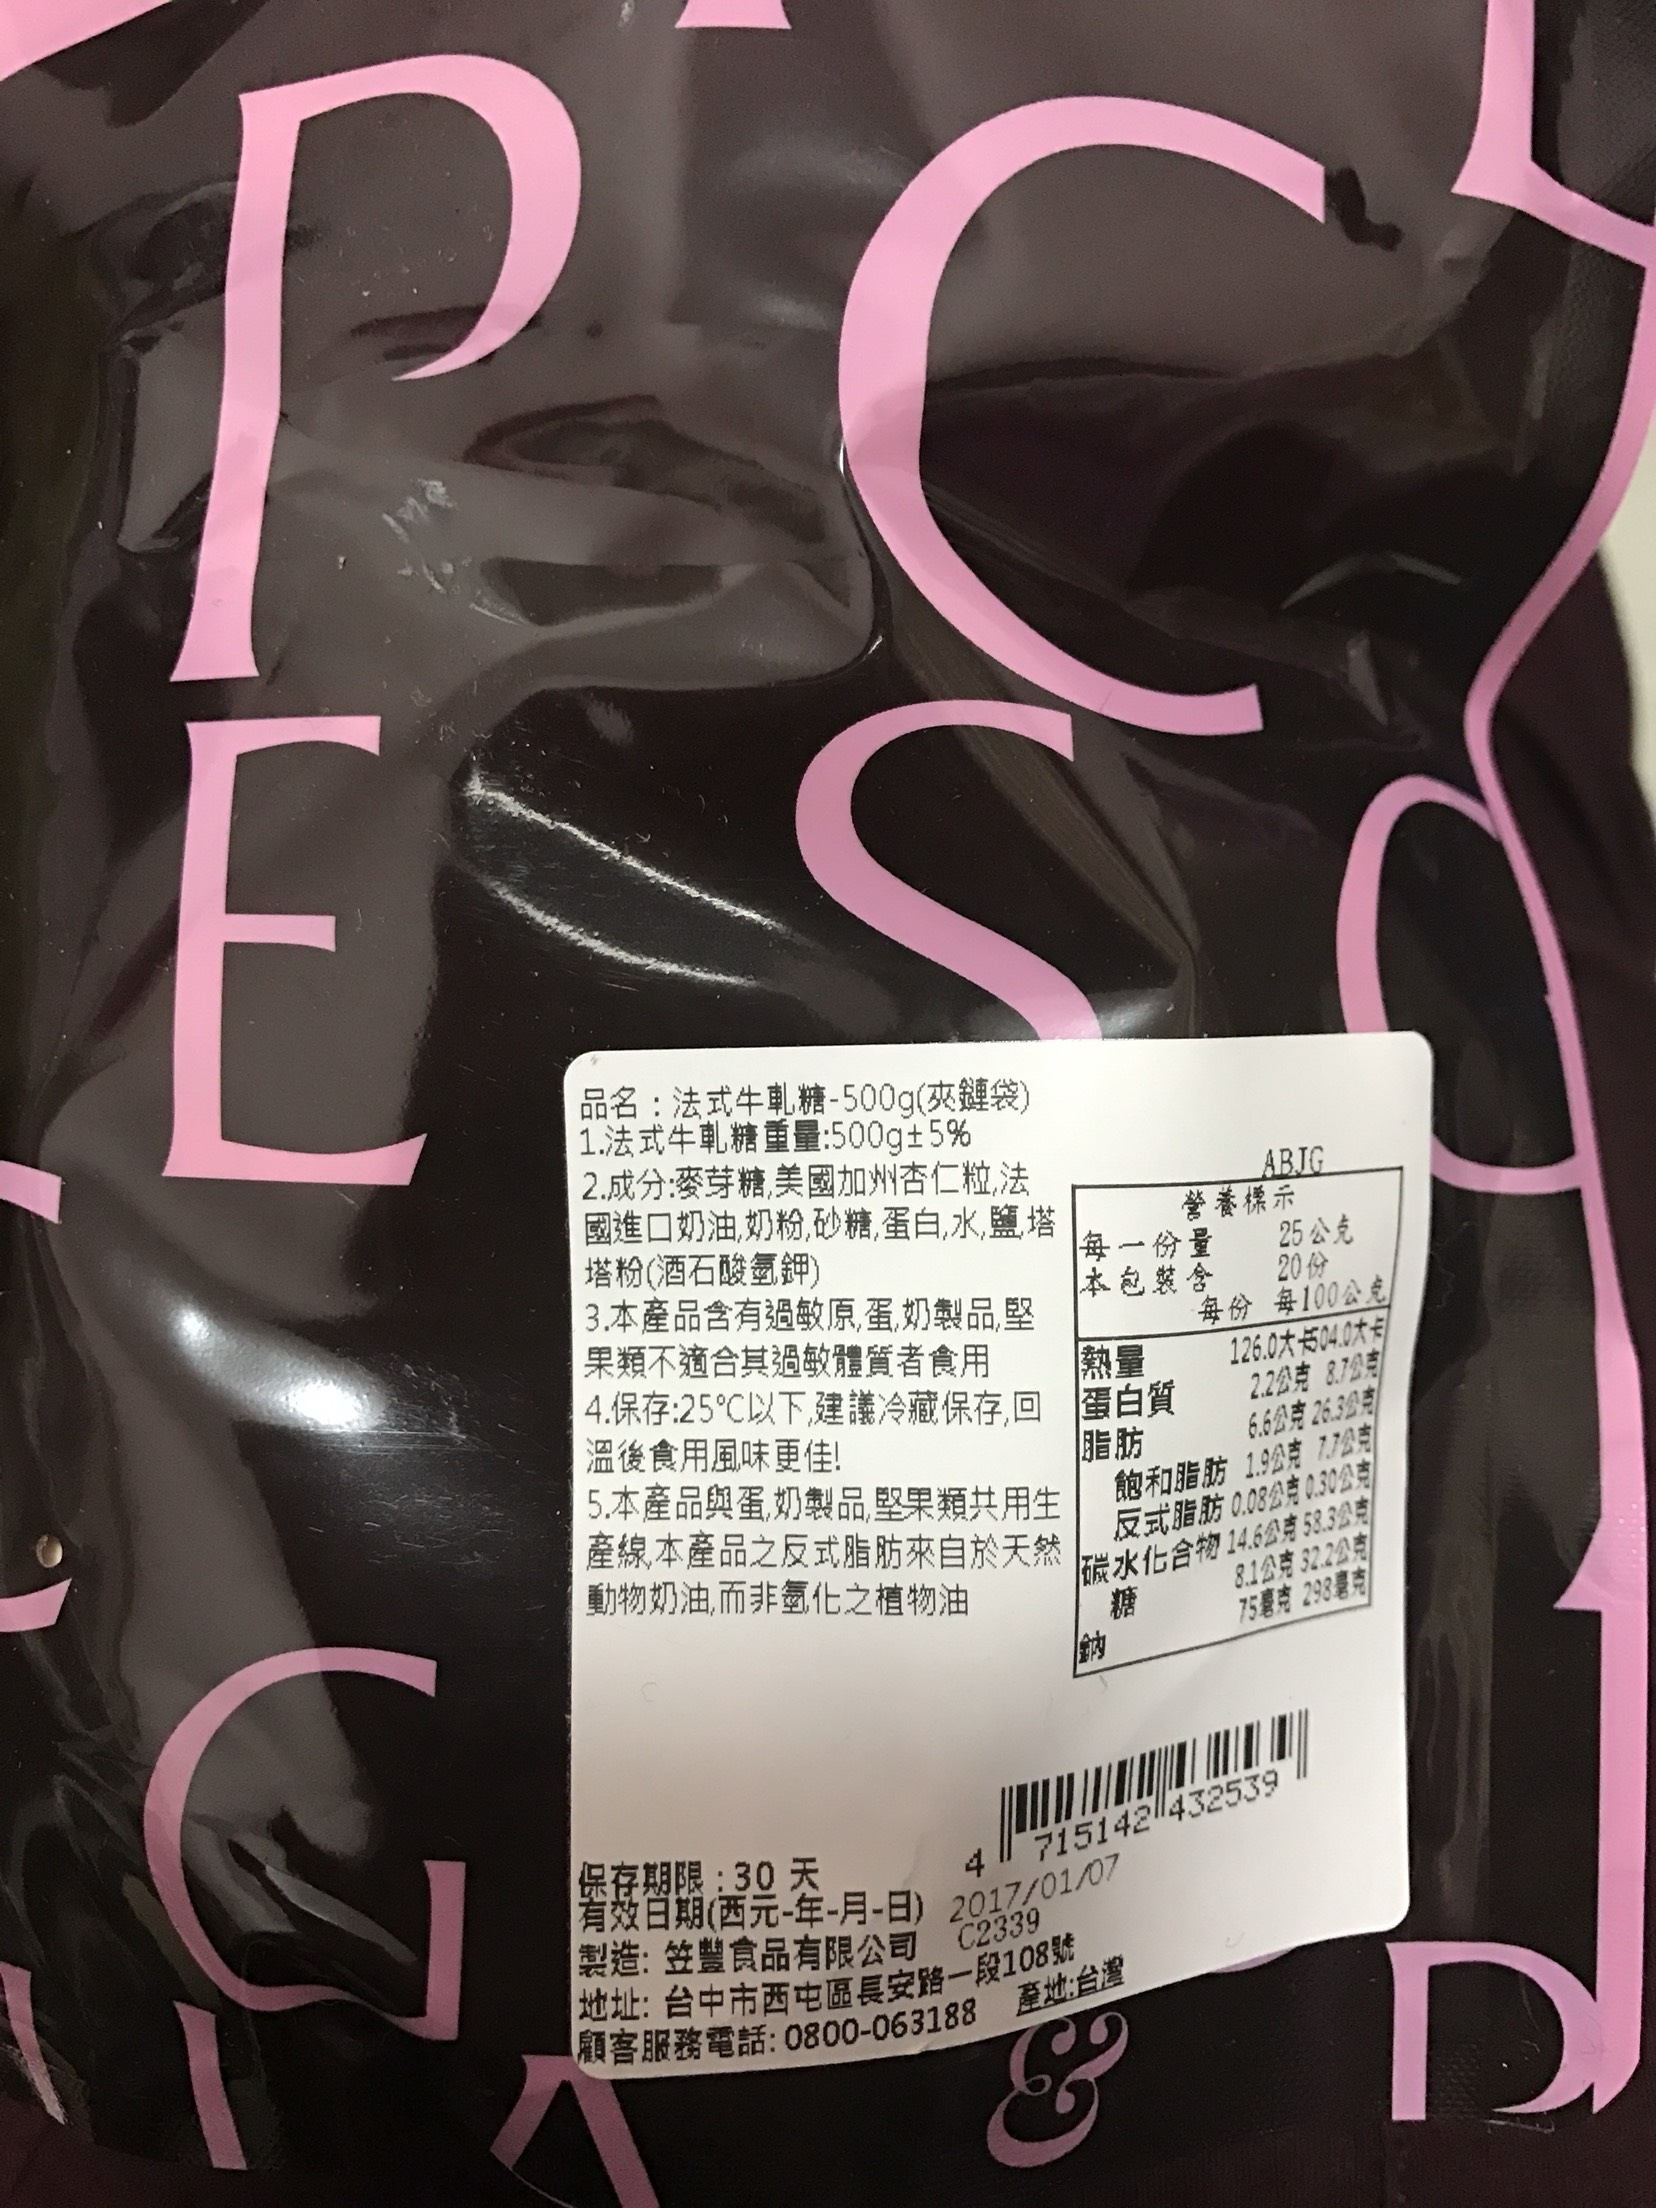 P C
E S
G
&
D
品名：法式牛軋糖-500g(夾鏈袋)
1.法式牛軋糖重量:500g±5%
2.成分:麥芽糖,美國加州杏仁粒,法
國進口奶油,奶粉,砂糖,蛋白,水,鹽,塔
塔粉(酒石酸氫鉀)
3.本產品含有過敏原,蛋,奶製品,堅
果類不適合其過敏體質者食用
4.保存:25°C以下,建議冷藏保存,回
溫後食用風味更佳!
5.本產品與蛋,奶製品,堅果類共用生
產線,本產品之反式脂肪來自於天然
動物奶油,而非氫化之植物油
ABJG
營養標示
每一份量 25公克
本包裝含 20份
每份 每100公克
熱量 126.0大卡504.0大卡
蛋白質 2.2公克 8.7公克
脂肪 6.6公克 26.3公克
飽和脂肪 1.9公克 7.7公克
反式脂肪 0.08公克 0.30公克
碳水化合物 14.6公克 58.3公克
糖 8.1公克 32.2公克
鈉 75毫克 298毫克
4 715142 432539
保存期限：30 天
有效日期(西元-年-月-日) 2017/01/07
C2339
製造: 笠豐食品有限公司
地址: 台中市西屯區長安路一段108號
顧客服務電話: 0800-063188 產地:台灣